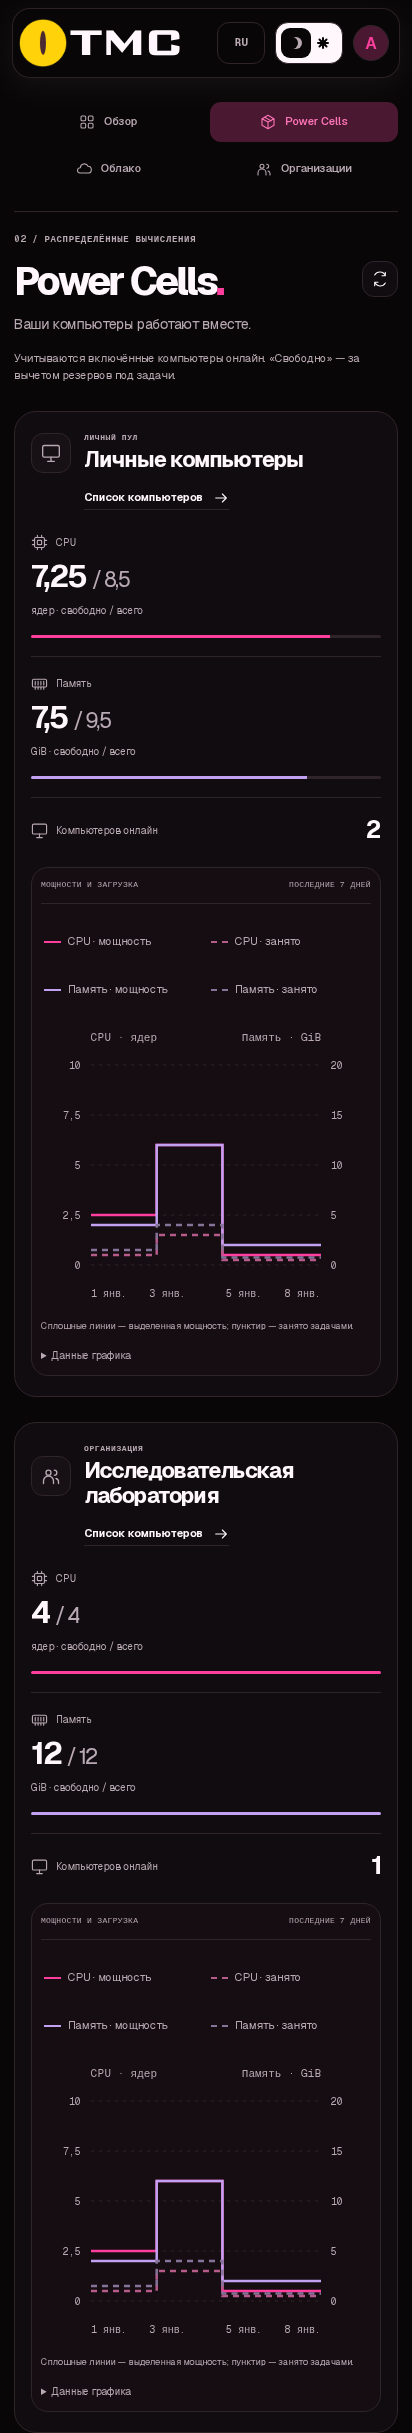 TMC
RU
A
Обзор
Power Cells
Облако
Организации
02 / РАСПРЕДЕЛЁННЫЕ ВЫЧИСЛЕНИЯ
Power Cells.
Ваши компьютеры работают вместе.
Учитываются включённые компьютеры онлайн. «Свободно» — за
вычетом резервов под задачи.
ЛИЧНЫЙ ПУЛ
Личные компьютеры
Список компьютеров →
CPU
7,25 / 8,5
ядер · свободно / всего
Память
7,5 / 9,5
GiB · свободно / всего
Компьютеров онлайн 2
МОЩНОСТИ И ЗАГРУЗКА ПОСЛЕДНИЕ 7 ДНЕЙ
CPU · мощность CPU · занято
Память · мощность Память · занято
CPU · ядер Память · GiB
10 20
7,5 15
5 10
2,5 5
0 0
1 янв. 3 янв. 5 янв. 8 янв.
Сплошные линии — выделенная мощность; пунктир — занято задачами.
▶ Данные графика
ОРГАНИЗАЦИЯ
Исследовательская
лаборатория
Список компьютеров →
CPU
4 / 4
ядер · свободно / всего
Память
12 / 12
GiB · свободно / всего
Компьютеров онлайн 1
МОЩНОСТИ И ЗАГРУЗКА ПОСЛЕДНИЕ 7 ДНЕЙ
CPU · мощность CPU · занято
Память · мощность Память · занято
CPU · ядер Память · GiB
10 20
7,5 15
5 10
2,5 5
0 0
1 янв. 3 янв. 5 янв. 8 янв.
Сплошные линии — выделенная мощность; пунктир — занято задачами.
▶ Данные графика